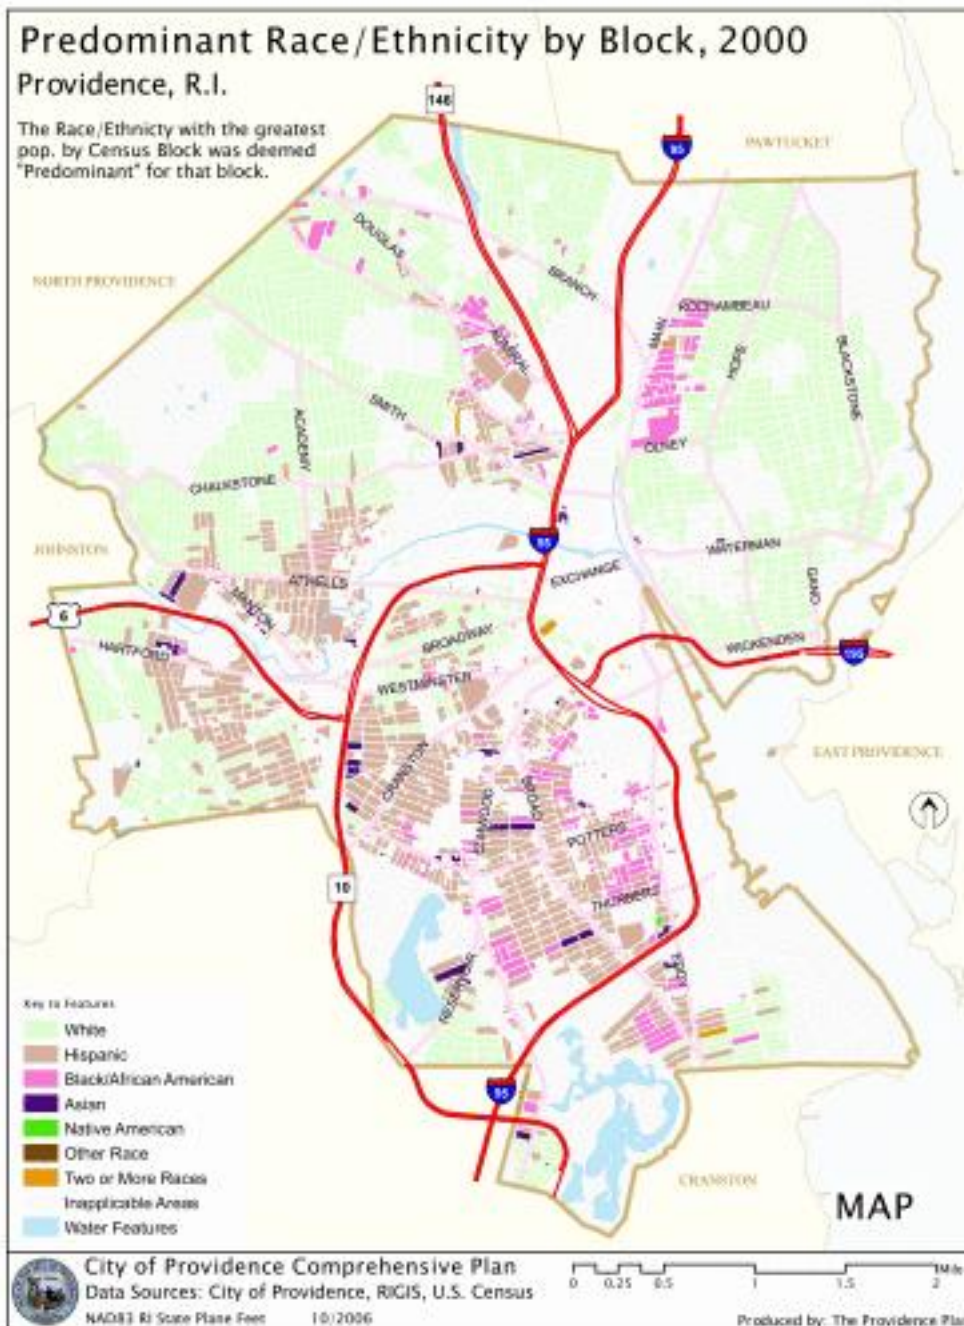 Predominant Race/Ethnicity by Block, 2000
Providence, R.I.
The Race/Ethnicty with the greatest
pop. by Census Block was deemed
"Predominant" for that block.
146
95
PAWTUCKET
NORTH PROVIDENCE
DOUGLAS
BRANCH
ROCHAMBEAU
MAIN
HOPE
BLACKSTONE
ADMIRAL
SMITH
ACADEMY
OLNEY
CHALKSTONE
JOHNSTON
95
WATERMAN
ATWELLS
EXCHANGE
GANO
MANTON
6
BROADWAY
HARTFORD
WICKENDEN
195
WESTMINSTER
EAST PROVIDENCE
CRANSTON
BROAD
ELMWOOD
POTTERS
10
THURBERS
EDDY
RESERVOIR
95
CRANSTON
Key to Features
White
Hispanic
Black/African American
Asian
Native American
Other Race
Two or More Races
Inapplicable Areas
Water Features
MAP
City of Providence Comprehensive Plan
Data Sources: City of Providence, RIGIS, U.S. Census
NAD83 RI State Plane Feet 10/2006
0 0.25 0.5 1 1.5 2
Produced by: The Providence Plan